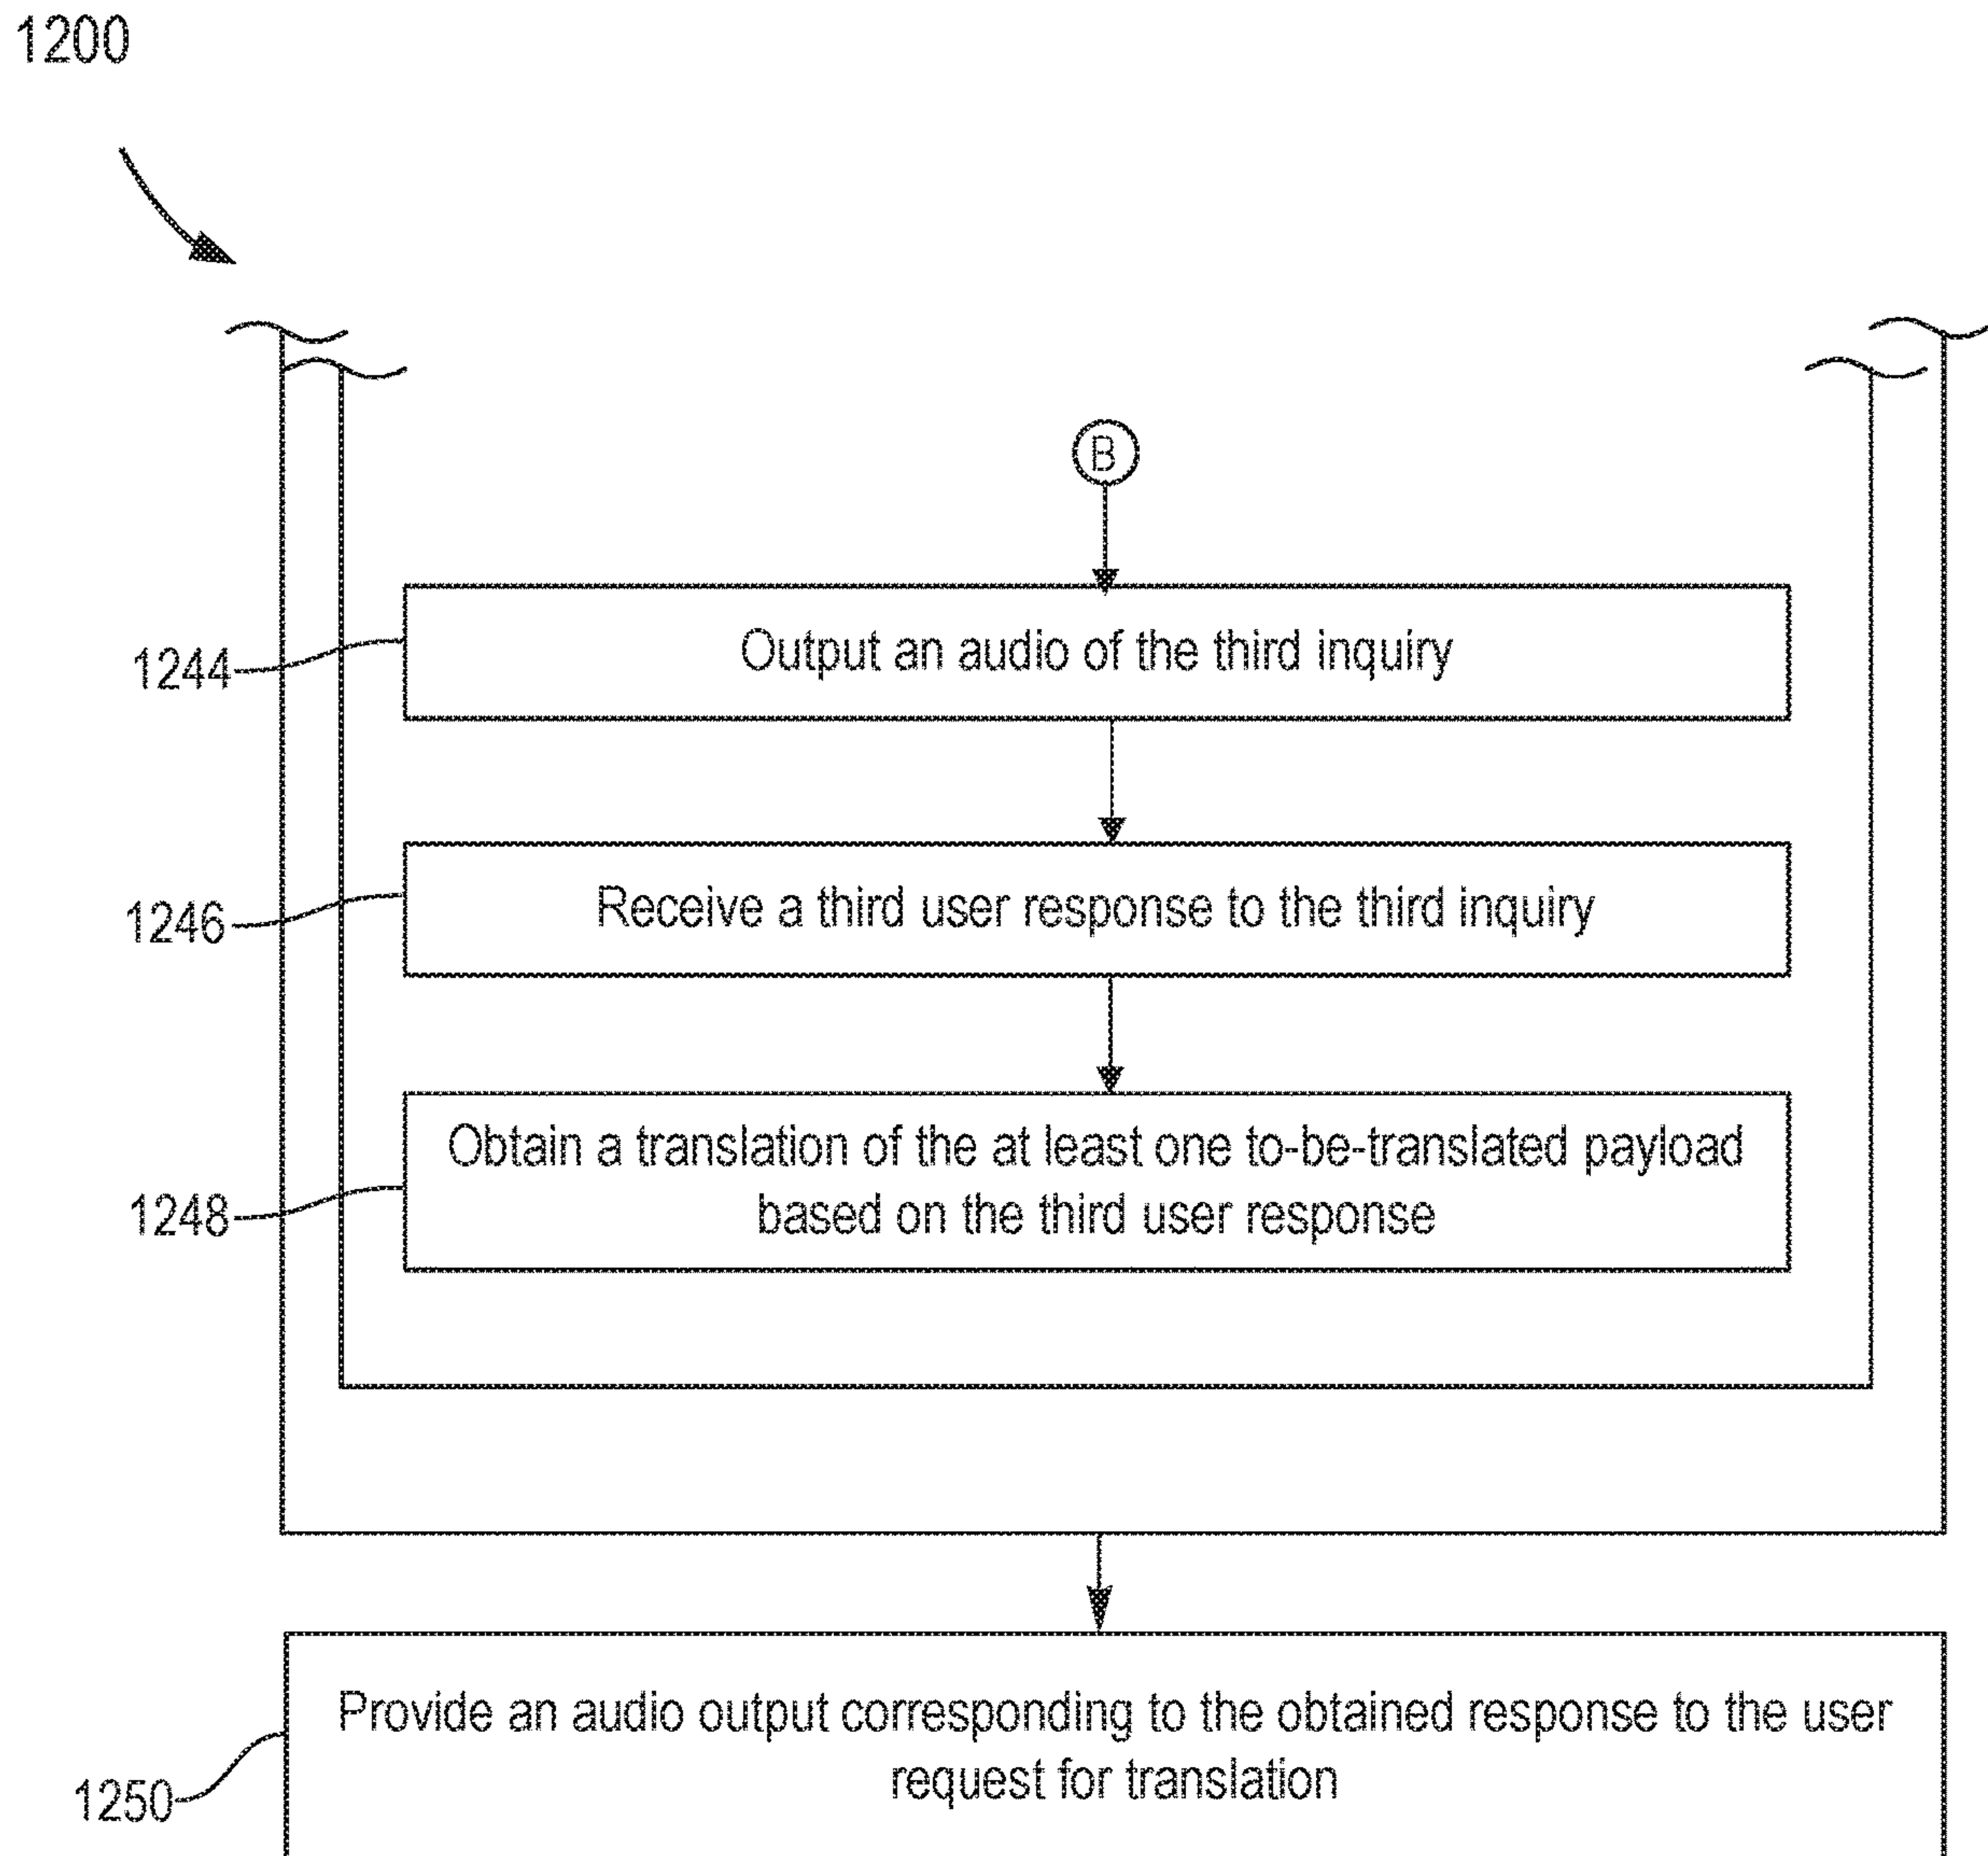 1200
B
1244
Output an audio of the third inquiry
1246
Receive a third user response to the third inquiry
1248
Obtain a translation of the at least one to-be-translated payload
based on the third user response
1250
Provide an audio output corresponding to the obtained response to the user
request for translation